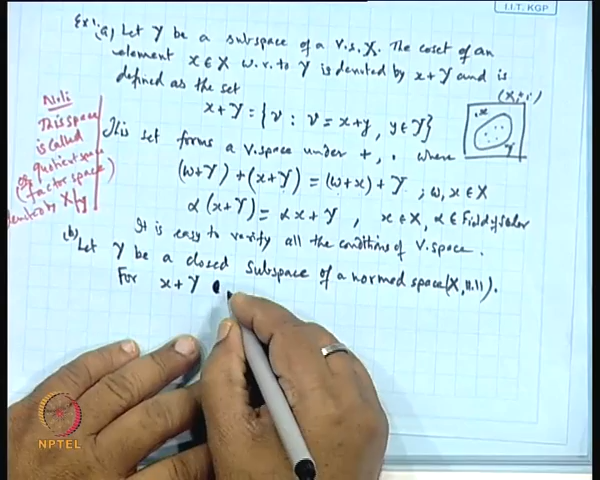 I.I.T. KGP
Ex1. (a) Let Y be a subspace of a v.s. X. The coset of an
element x ∈ X w.r. to Y is denoted by x+Y and is
defined as the set
x+Y = {v : v = x+y, y ∈ Y}
(X,+,·)
x
Y
This set forms a v.space under +, . where
(w+Y) + (x+Y) = (w+x) + Y ; w, x ∈ X
α(x+Y) = αx+Y , x ∈ X, α ∈ Field of scalar
It is easy to verify all the conditions of V. space.
(b) Let Y be a closed subspace of a normed space (X, ||.||).
For x+Y
Note
This space
is called
quotient space
(factor space)
denoted by X/Y
NPTEL